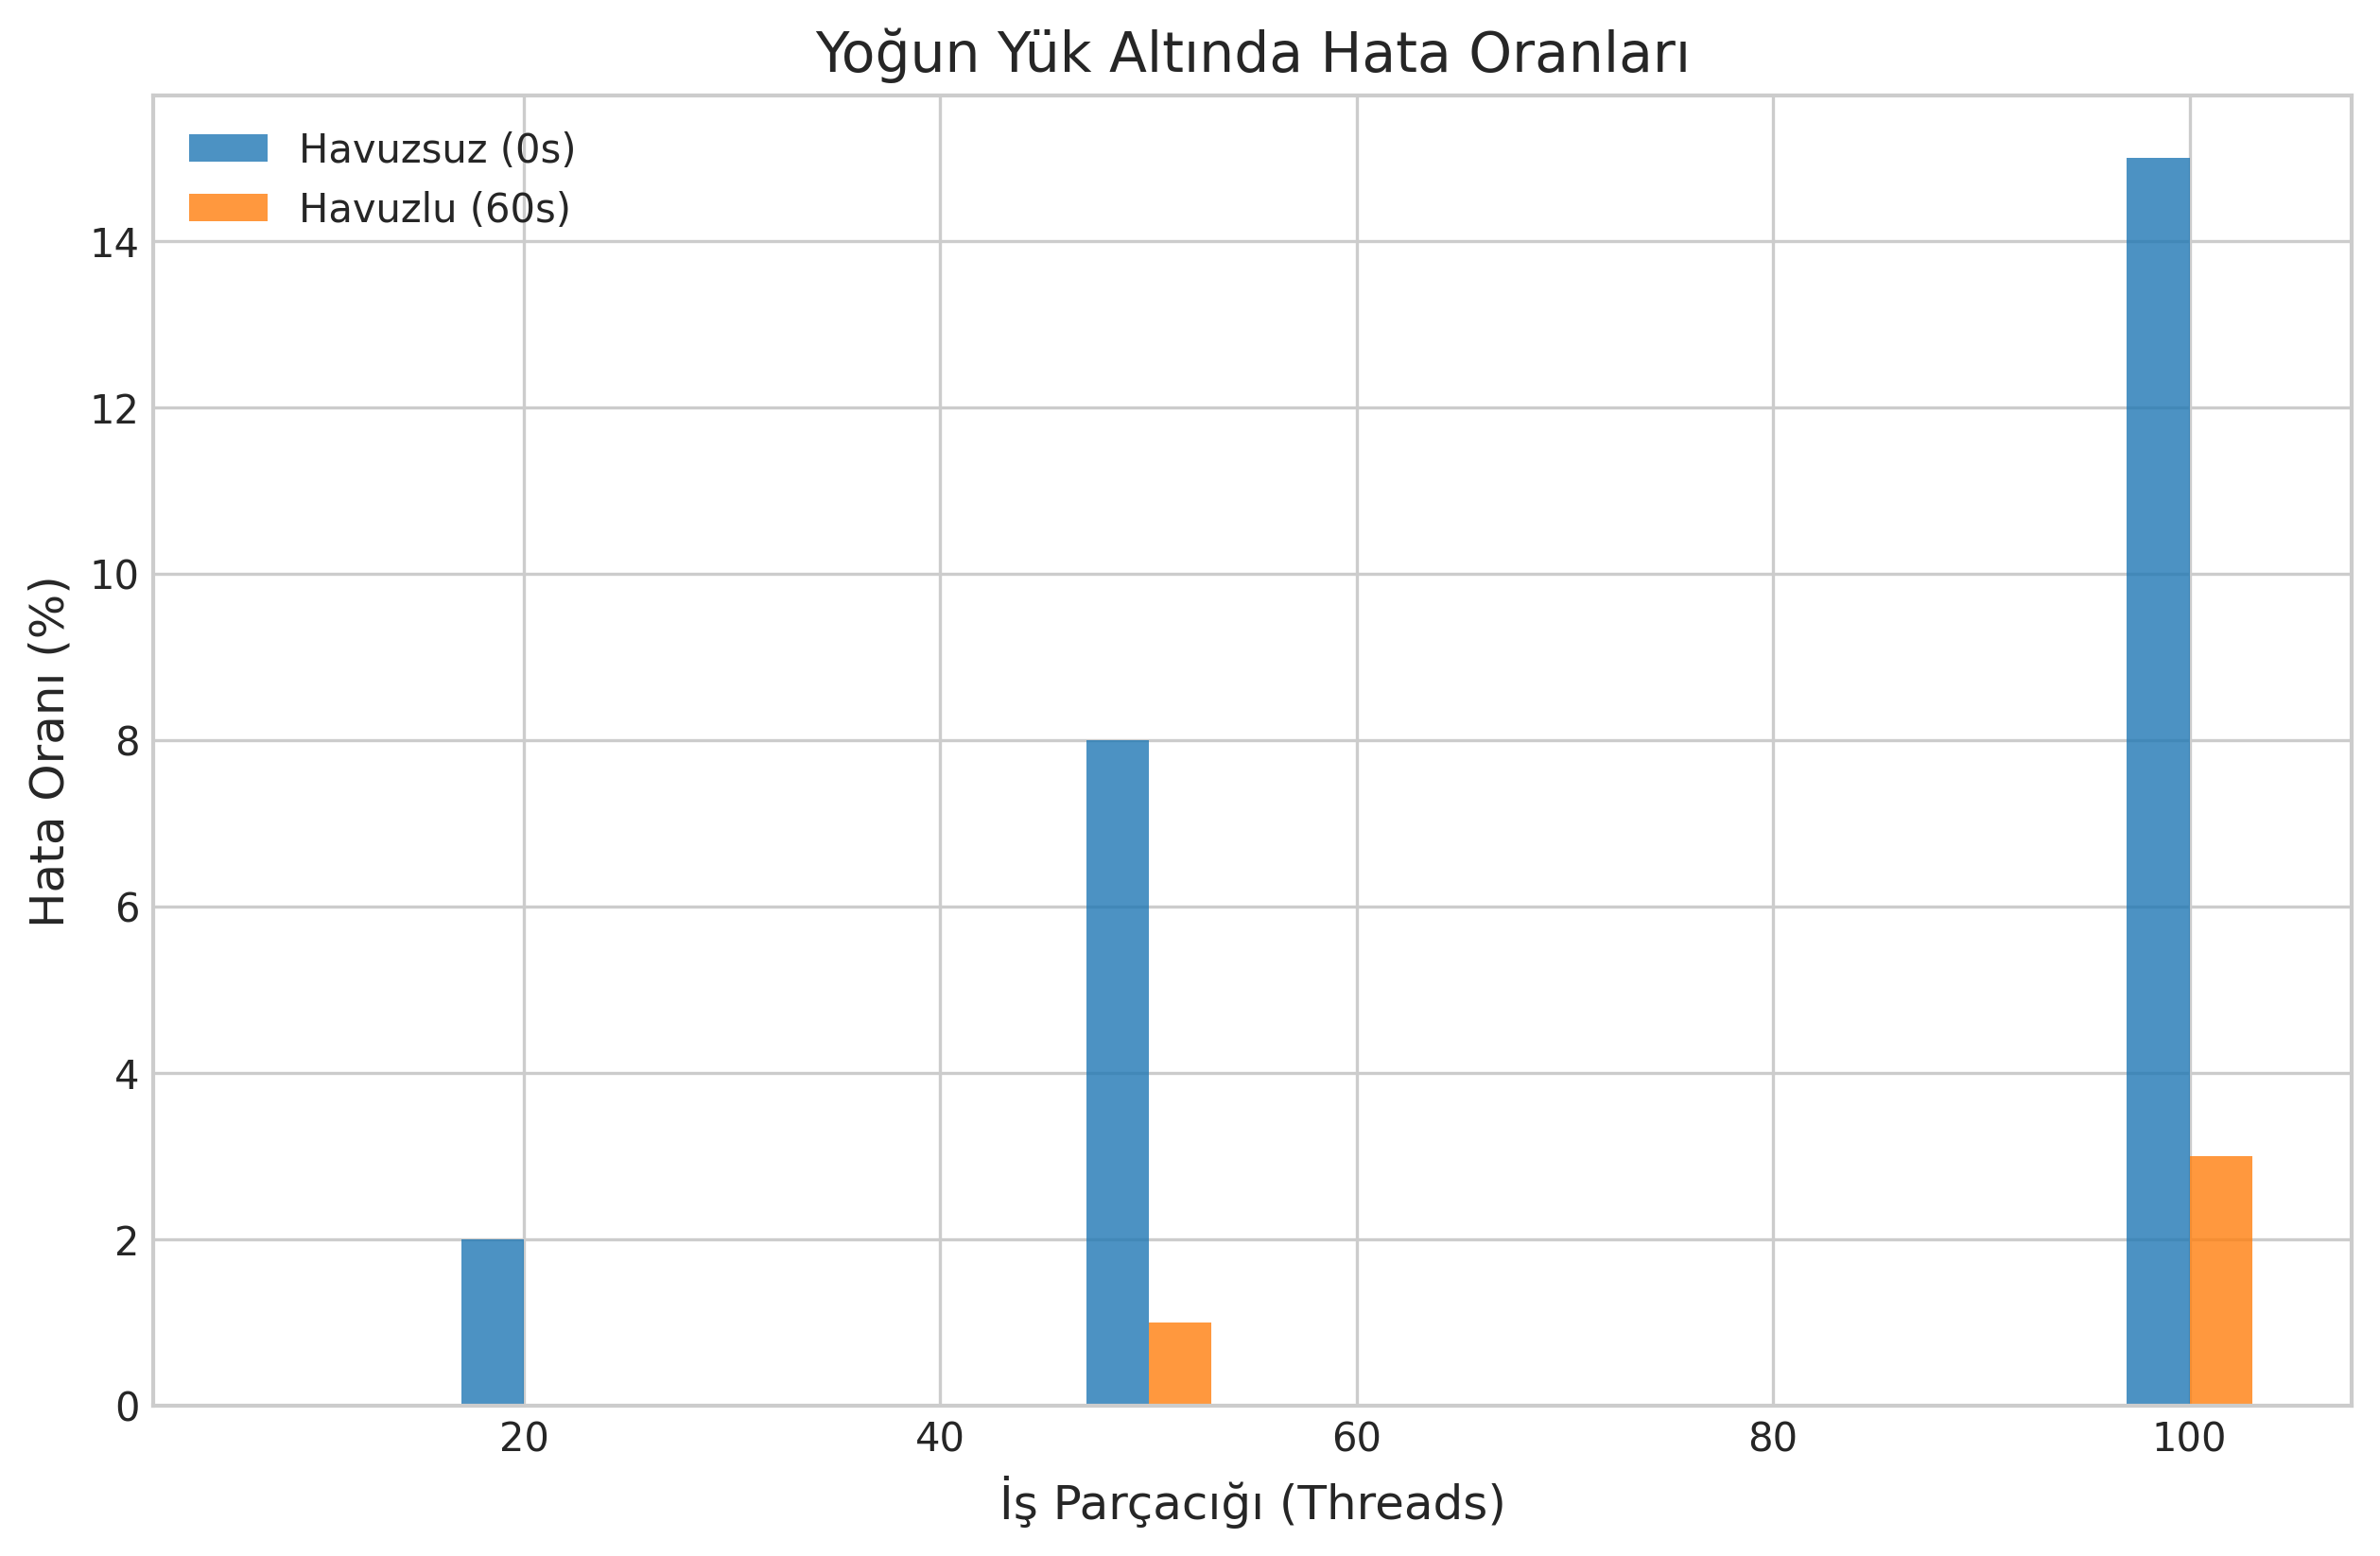 Yoğun Yük Altında Hata Oranları
Havuzsuz (0s)
Havuzlu (60s)
14
12
10
8
6
4
2
0
Hata Oranı (%)
20
40
60
80
100
İş Parçacığı (Threads)